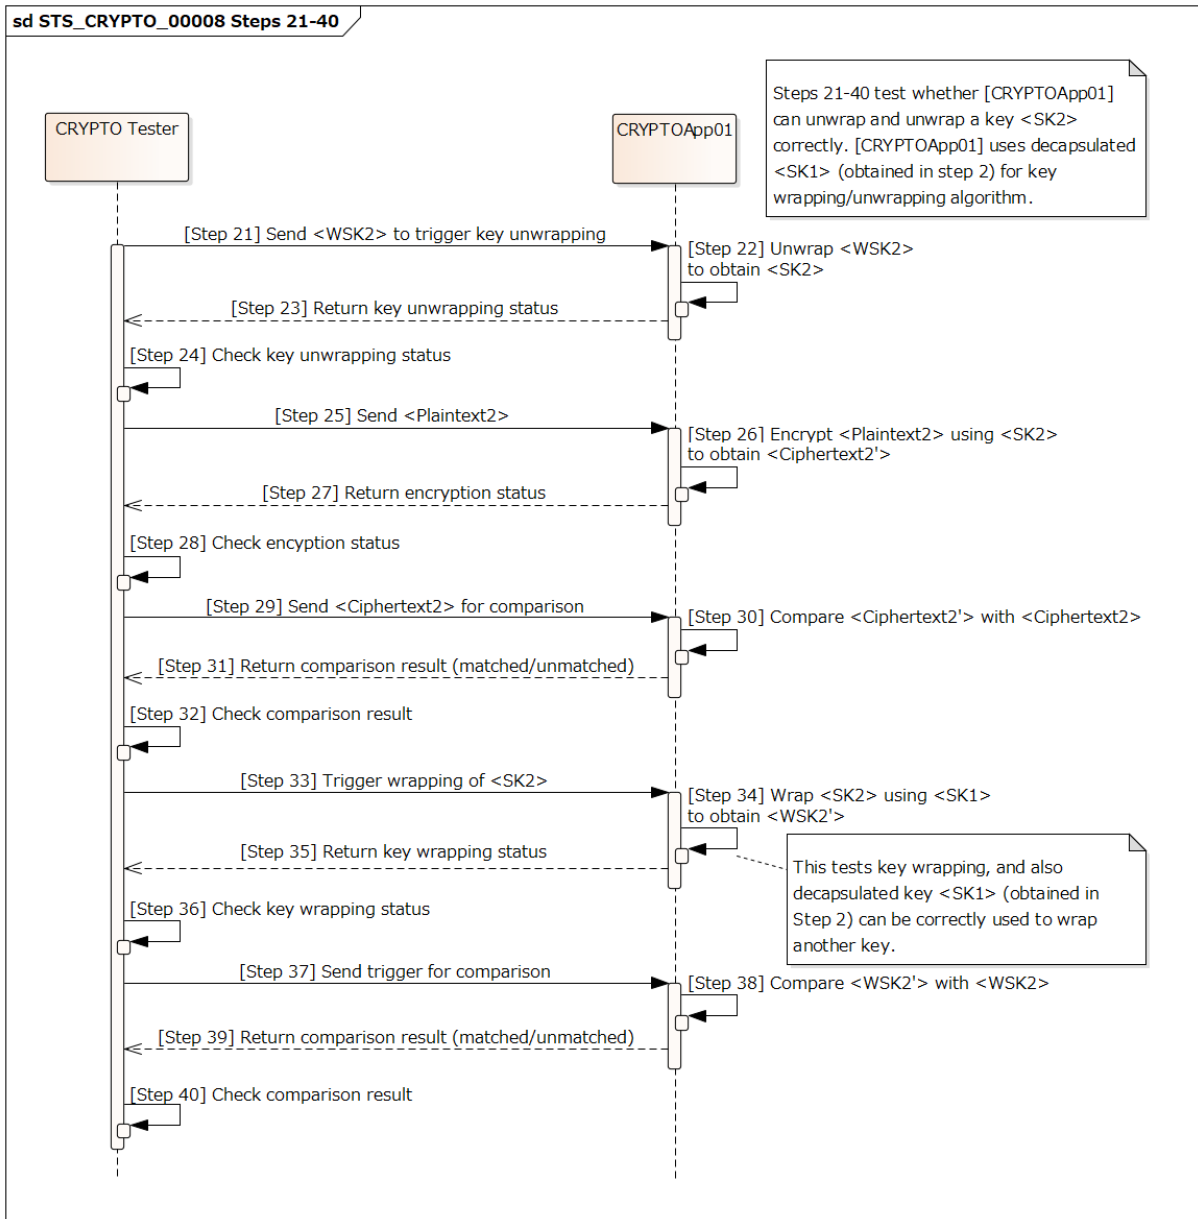 sd STS_CRYPTO_00008 Steps 21-40
Steps 21-40 test whether [CRYPTOApp01]
can unwrap and unwrap a key <SK2>
correctly. [CRYPTOApp01] uses decapsulated
<SK1> (obtained in step 2) for key
wrapping/unwrapping algorithm.
CRYPTO Tester
CRYPTOApp01
[Step 21] Send <WSK2> to trigger key unwrapping
[Step 22] Unwrap <WSK2>
to obtain <SK2>
[Step 23] Return key unwrapping status
[Step 24] Check key unwrapping status
[Step 25] Send <Plaintext2>
[Step 26] Encrypt <Plaintext2> using <SK2>
to obtain <Ciphertext2'>
[Step 27] Return encryption status
[Step 28] Check encyption status
[Step 29] Send <Ciphertext2> for comparison
[Step 30] Compare <Ciphertext2'> with <Ciphertext2>
[Step 31] Return comparison result (matched/unmatched)
[Step 32] Check comparison result
[Step 33] Trigger wrapping of <SK2>
[Step 34] Wrap <SK2> using <SK1>
to obtain <WSK2'>
[Step 35] Return key wrapping status
This tests key wrapping, and also
decapsulated key <SK1> (obtained in
Step 2) can be correctly used to wrap
another key.
[Step 36] Check key wrapping status
[Step 37] Send trigger for comparison
[Step 38] Compare <WSK2'> with <WSK2>
[Step 39] Return comparison result (matched/unmatched)
[Step 40] Check comparison result